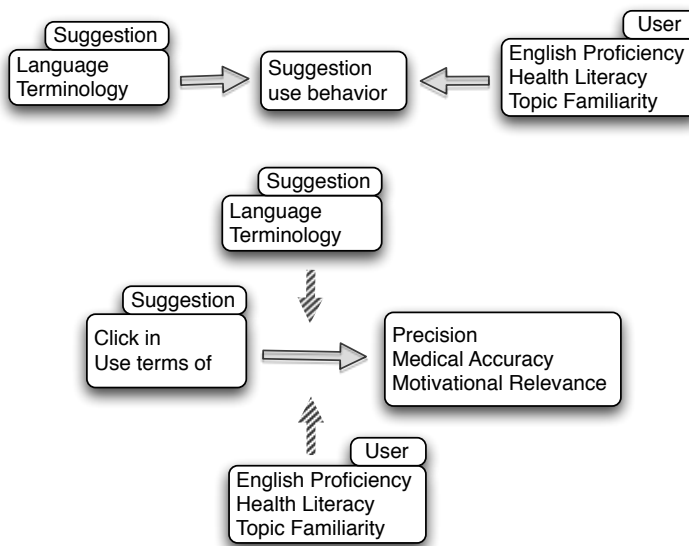 Suggestion
Language
Terminology
Suggestion
use behavior
User
English Proficiency
Health Literacy
Topic Familiarity
Suggestion
Language
Terminology
Suggestion
Click in
Use terms of
Precision
Medical Accuracy
Motivational Relevance
User
English Proficiency
Health Literacy
Topic Familiarity